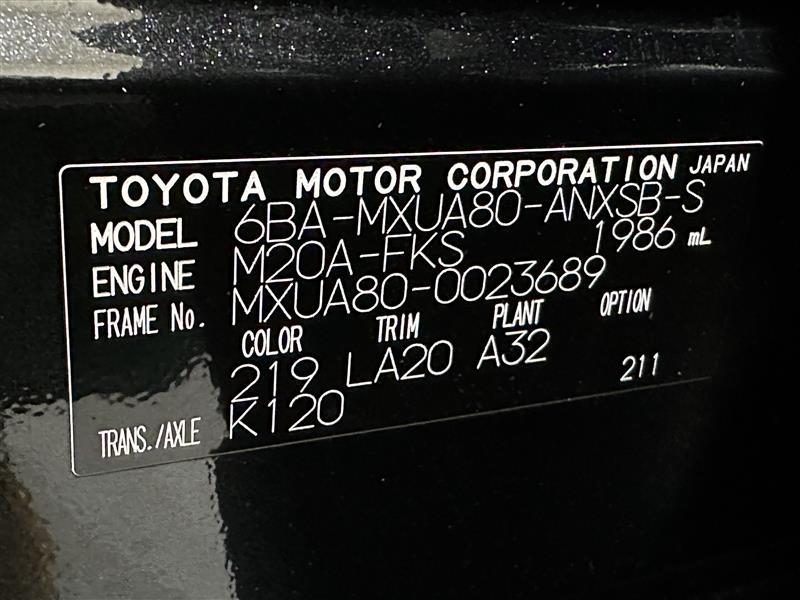 TOYOTA MOTOR CORPORATION JAPAN
MODEL 6BA-MXUA80-ANXSB-S
ENGINE M20A-FKS 1986 mL
FRAME No. MXUA80-0023689
COLOR TRIM PLANT OPTION
219 LA20 A32 211
TRANS./AXLE K120